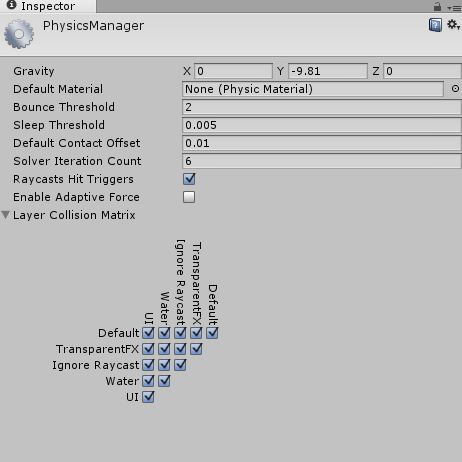 Inspector
PhysicsManager
Gravity X 0 Y -9.81 Z 0
Default Material None (Physic Material)
Bounce Threshold 2
Sleep Threshold 0.005
Default Contact Offset 0.01
Solver Iteration Count 6
Raycasts Hit Triggers
Enable Adaptive Force
Layer Collision Matrix
UI
Water
Ignore Raycast
TransparentFX
Default
Default
TransparentFX
Ignore Raycast
Water
UI